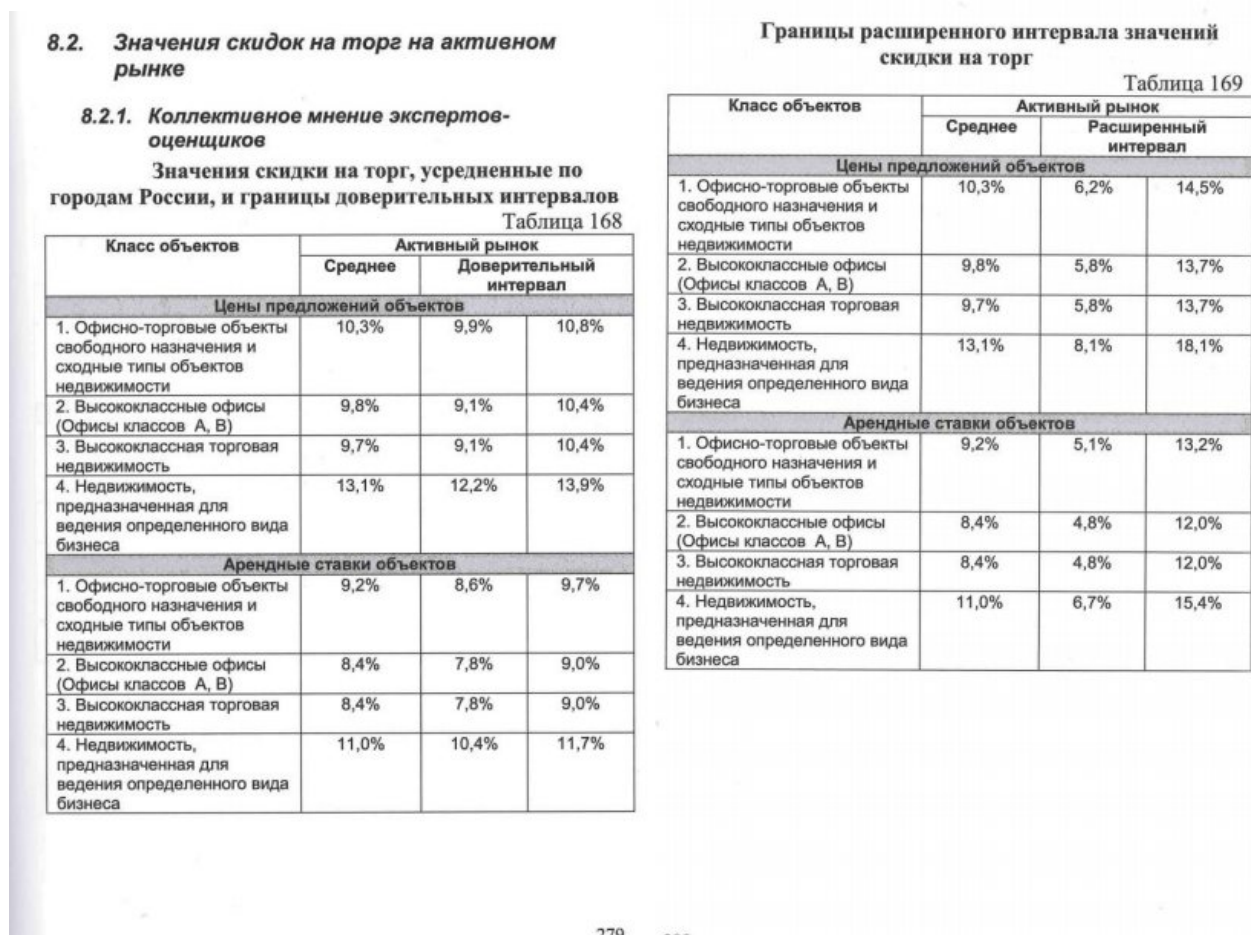 8.2. Значения скидок на торг на активном
рынке
8.2.1. Коллективное мнение экспертов-
оценщиков
Значения скидки на торг, усредненные по
городам России, и границы доверительных интервалов
Таблица 168
Класс объектов Активный рынок
Среднее Доверительный
интервал
Цены предложений объектов
1. Офисно-торговые объекты 10,3% 9,9% 10,8%
свободного назначения и
сходные типы объектов
недвижимости
2. Высококлассные офисы 9,8% 9,1% 10,4%
(Офисы классов А, В)
3. Высококлассная торговая 9,7% 9,1% 10,4%
недвижимость
4. Недвижимость, 13,1% 12,2% 13,9%
предназначенная для
ведения определенного вида
бизнеса
Арендные ставки объектов
1. Офисно-торговые объекты 9,2% 8,6% 9,7%
свободного назначения и
сходные типы объектов
недвижимости
2. Высококлассные офисы 8,4% 7,8% 9,0%
(Офисы классов А, В)
3. Высококлассная торговая 8,4% 7,8% 9,0%
недвижимость
4. Недвижимость, 11,0% 10,4% 11,7%
предназначенная для
ведения определенного вида
бизнеса
279
Границы расширенного интервала значений
скидки на торг
Таблица 169
Класс объектов Активный рынок
Среднее Расширенный
интервал
Цены предложений объектов
1. Офисно-торговые объекты 10,3% 6,2% 14,5%
свободного назначения и
сходные типы объектов
недвижимости
2. Высококлассные офисы 9,8% 5,8% 13,7%
(Офисы классов А, В)
3. Высококлассная торговая 9,7% 5,8% 13,7%
недвижимость
4. Недвижимость, 13,1% 8,1% 18,1%
предназначенная для
ведения определенного вида
бизнеса
Арендные ставки объектов
1. Офисно-торговые объекты 9,2% 5,1% 13,2%
свободного назначения и
сходные типы объектов
недвижимости
2. Высококлассные офисы 8,4% 4,8% 12,0%
(Офисы классов А, В)
3. Высококлассная торговая 8,4% 4,8% 12,0%
недвижимость
4. Недвижимость, 11,0% 6,7% 15,4%
предназначенная для
ведения определенного вида
бизнеса